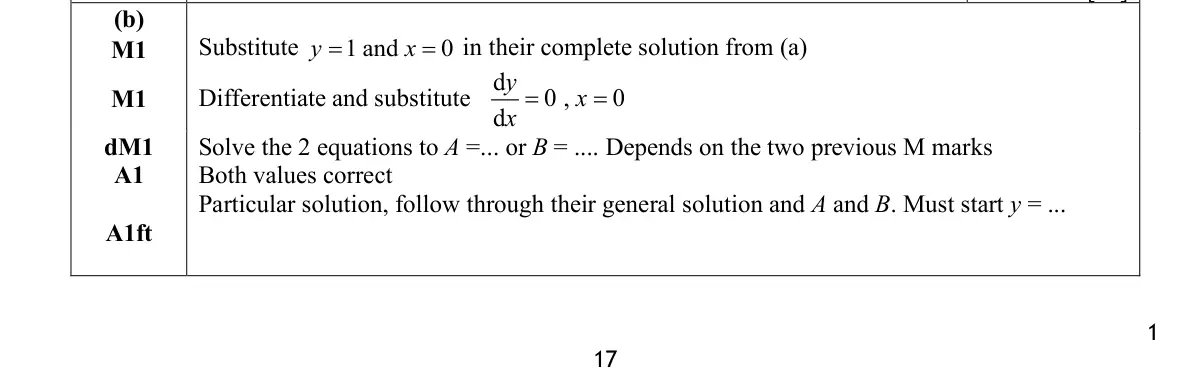 (b)
M1 Substitute y = 1 and x = 0 in their complete solution from (a)
M1 Differentiate and substitute dy/dx = 0 , x = 0
dM1 Solve the 2 equations to A =... or B = .... Depends on the two previous M marks
A1 Both values correct
Particular solution, follow through their general solution and A and B. Must start y = ...
A1ft
1
17